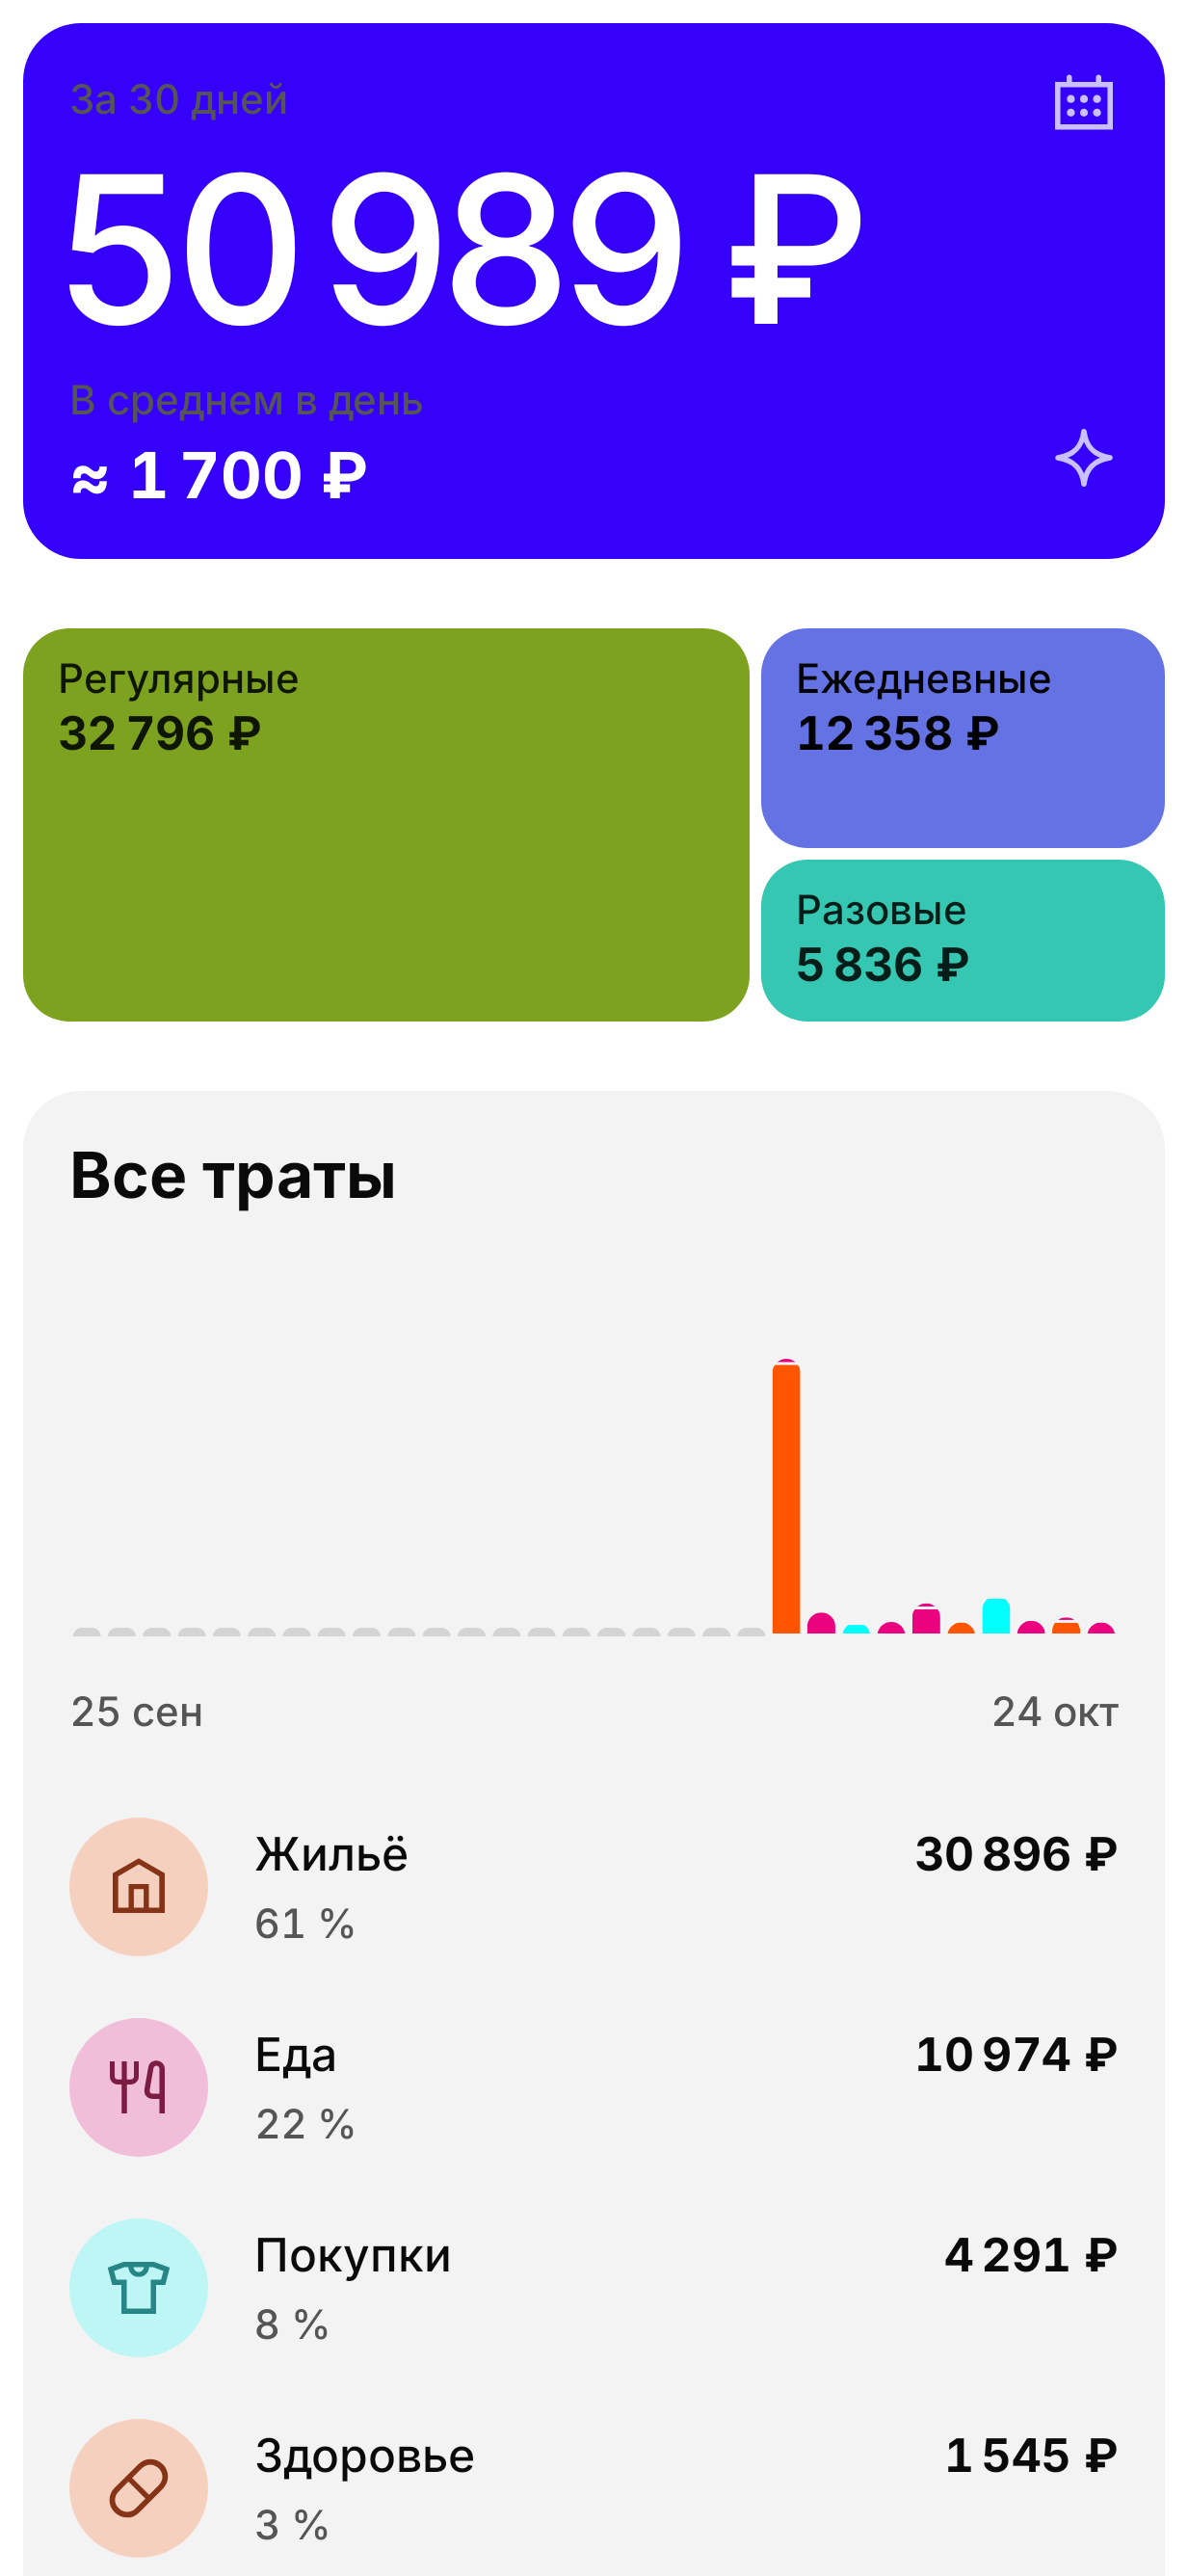 За 30 дней
50 989 ₽
В среднем в день
≈ 1 700 ₽
Регулярные
32 796 ₽
Ежедневные
12 358 ₽
Разовые
5 836 ₽
Все траты
25 сен
24 окт
Жильё
30 896 ₽
61 %
Еда
10 974 ₽
22 %
Покупки
4 291 ₽
8 %
Здоровье
1 545 ₽
3 %